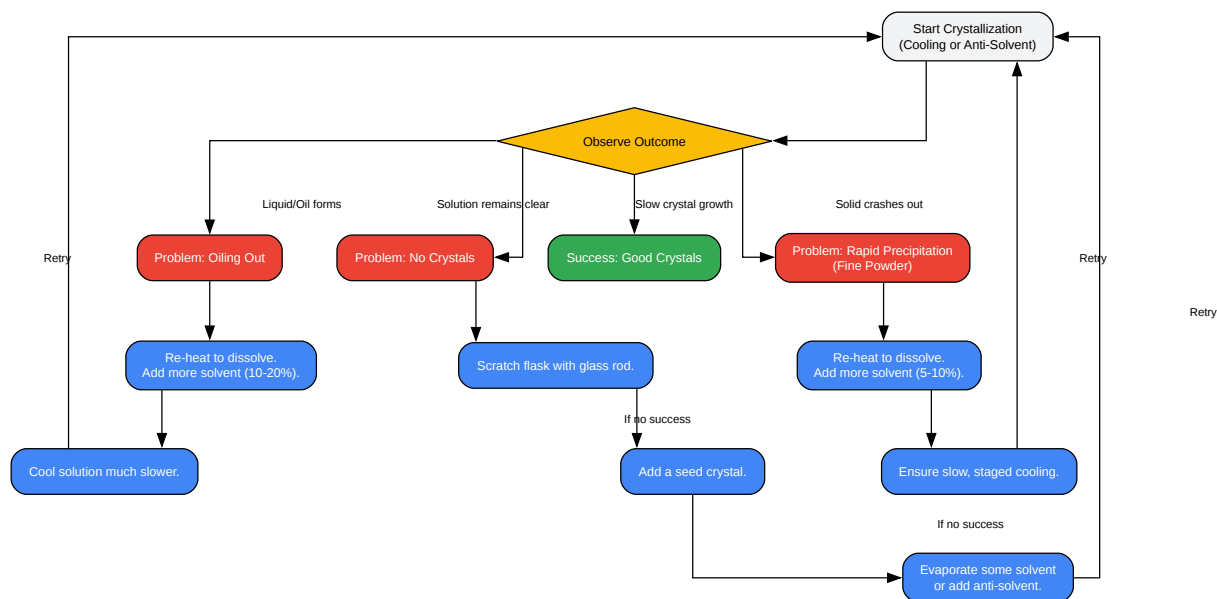 Start Crystallization
(Cooling or Anti-Solvent)
Observe Outcome
Liquid/Oil forms
Solution remains clear
Slow crystal growth
Solid crashes out
Retry
Problem: Oiling Out
Problem: No Crystals
Success: Good Crystals
Problem: Rapid Precipitation
(Fine Powder)
Retry
Retry
Re-heat to dissolve.
Add more solvent (10-20%).
Scratch flask with glass rod.
Re-heat to dissolve.
Add more solvent (5-10%).
If no success
Cool solution much slower.
Add a seed crystal.
Ensure slow, staged cooling.
If no success
Evaporate some solvent
or add anti-solvent.